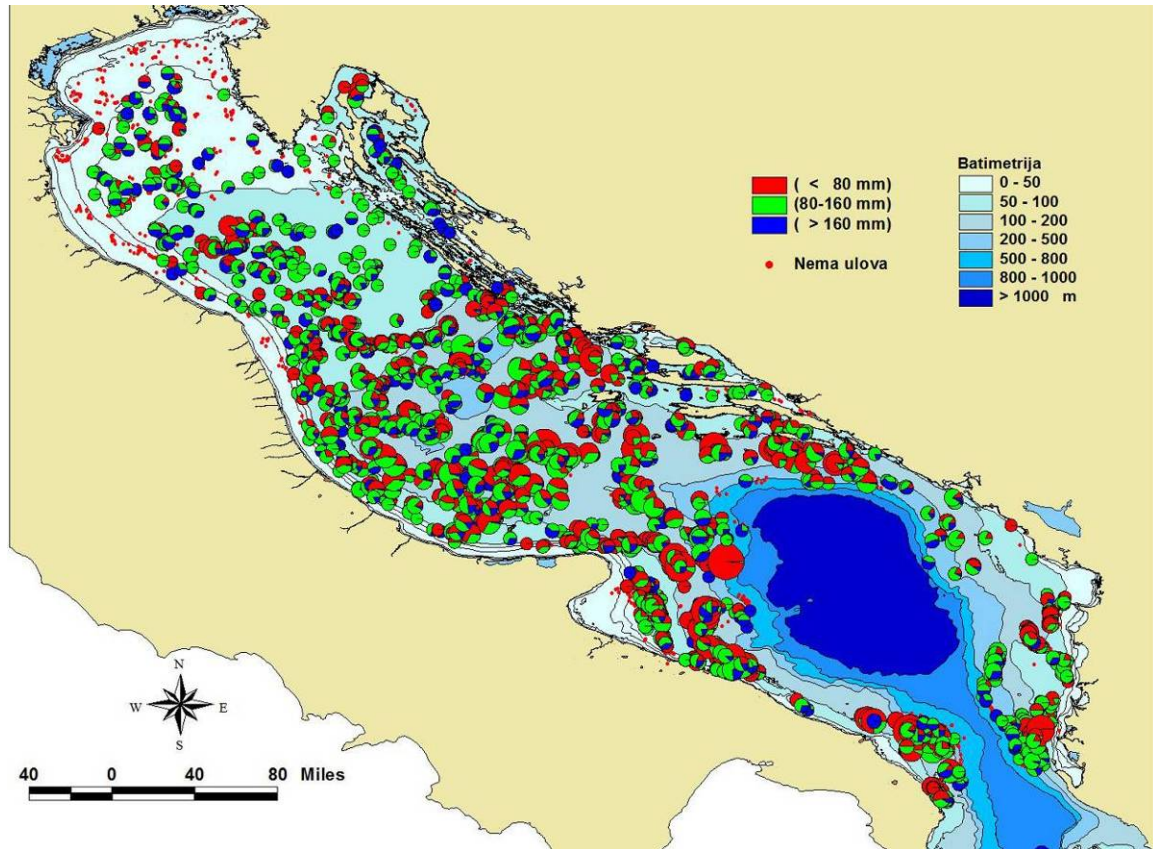 Batimetrija
( < 80 mm)
(80-160 mm)
( > 160 mm)
Nema ulova
0 - 50
50 - 100
100 - 200
200 - 500
500 - 800
800 - 1000
> 1000 m
N
W E
S
40 0 40 80 Miles